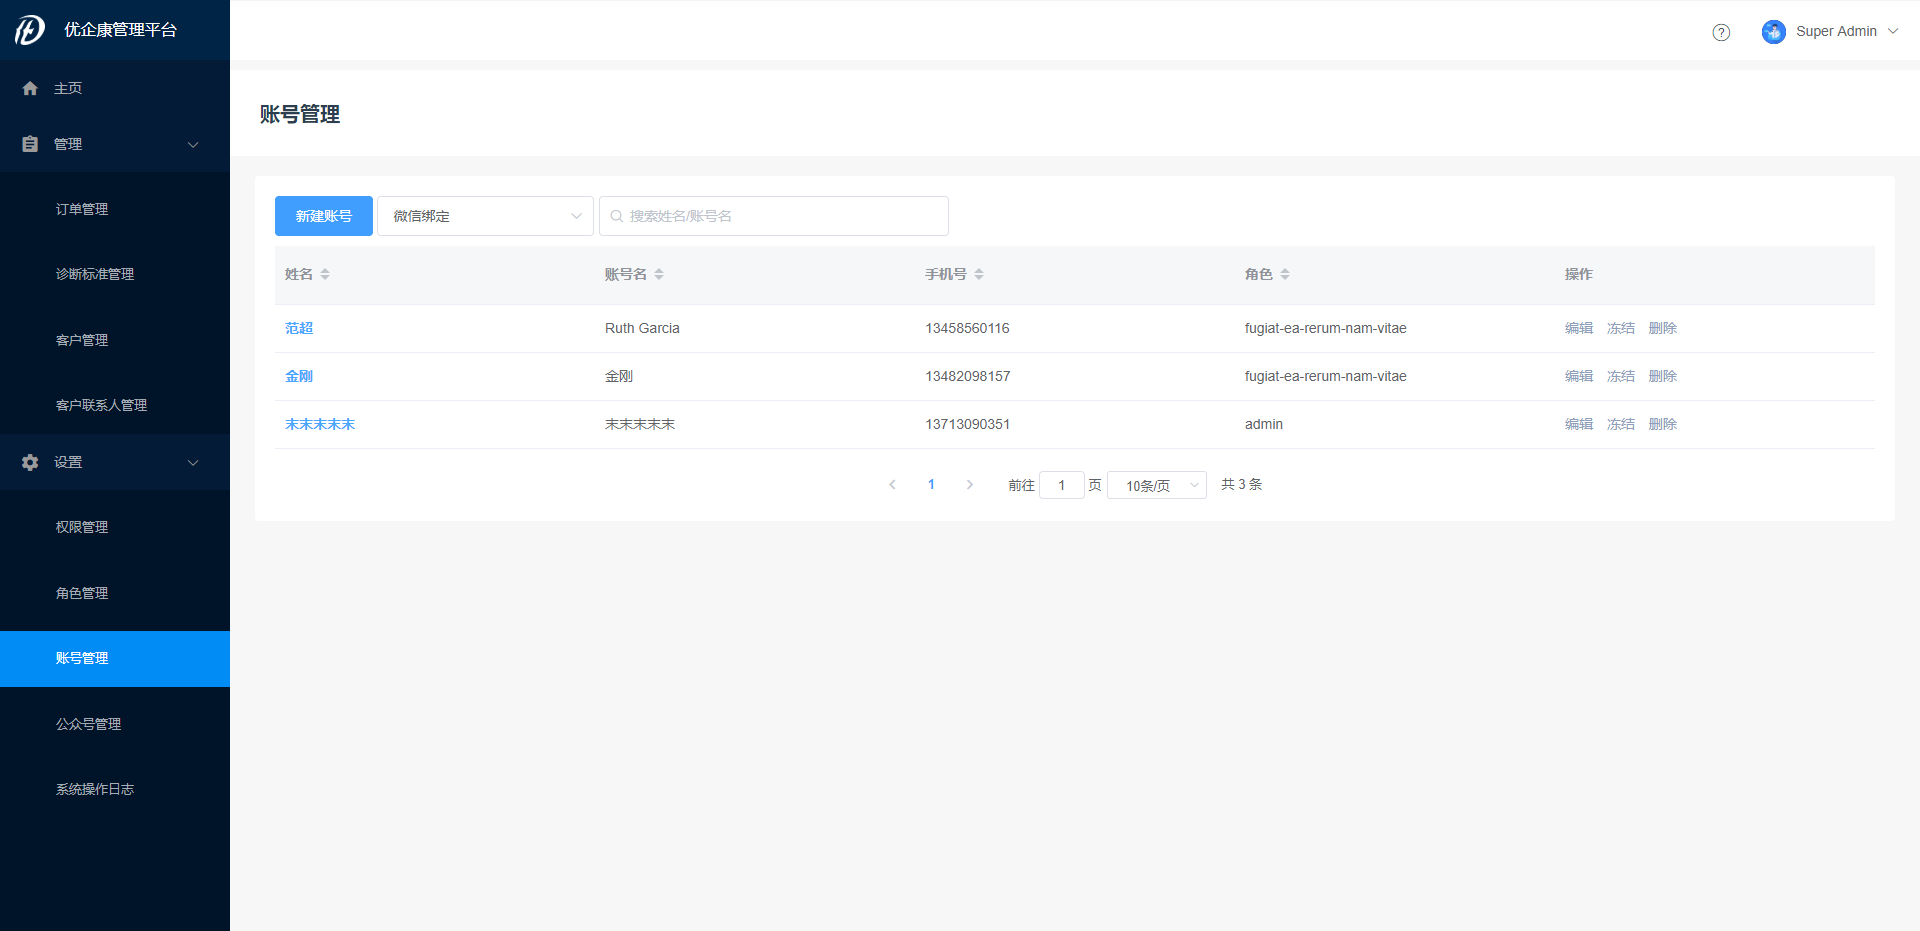 优企康管理平台
Super Admin
主页
管理
订单管理
诊断标准管理
客户管理
客户联系人管理
设置
权限管理
角色管理
账号管理
公众号管理
系统操作日志
账号管理
新建账号 微信绑定 搜索姓名/账号名
姓名 账号名 手机号 角色 操作
范超 Ruth Garcia 13458560116 fugiat-ea-rerum-nam-vitae 编辑 冻结 删除
金刚 金刚 13482098157 fugiat-ea-rerum-nam-vitae 编辑 冻结 删除
末末末末末 末末末末末 13713090351 admin 编辑 冻结 删除
1 前往 1 页 10条/页 共 3 条